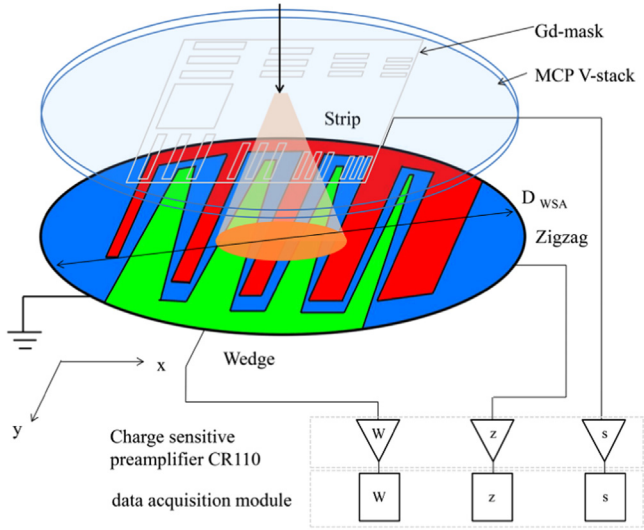 Gd-mask
MCP V-stack
Strip
D WSA
Zigzag
Wedge
x
y
Charge sensitive
preamplifier CR110
W
z
s
data acquisition module
W
z
s